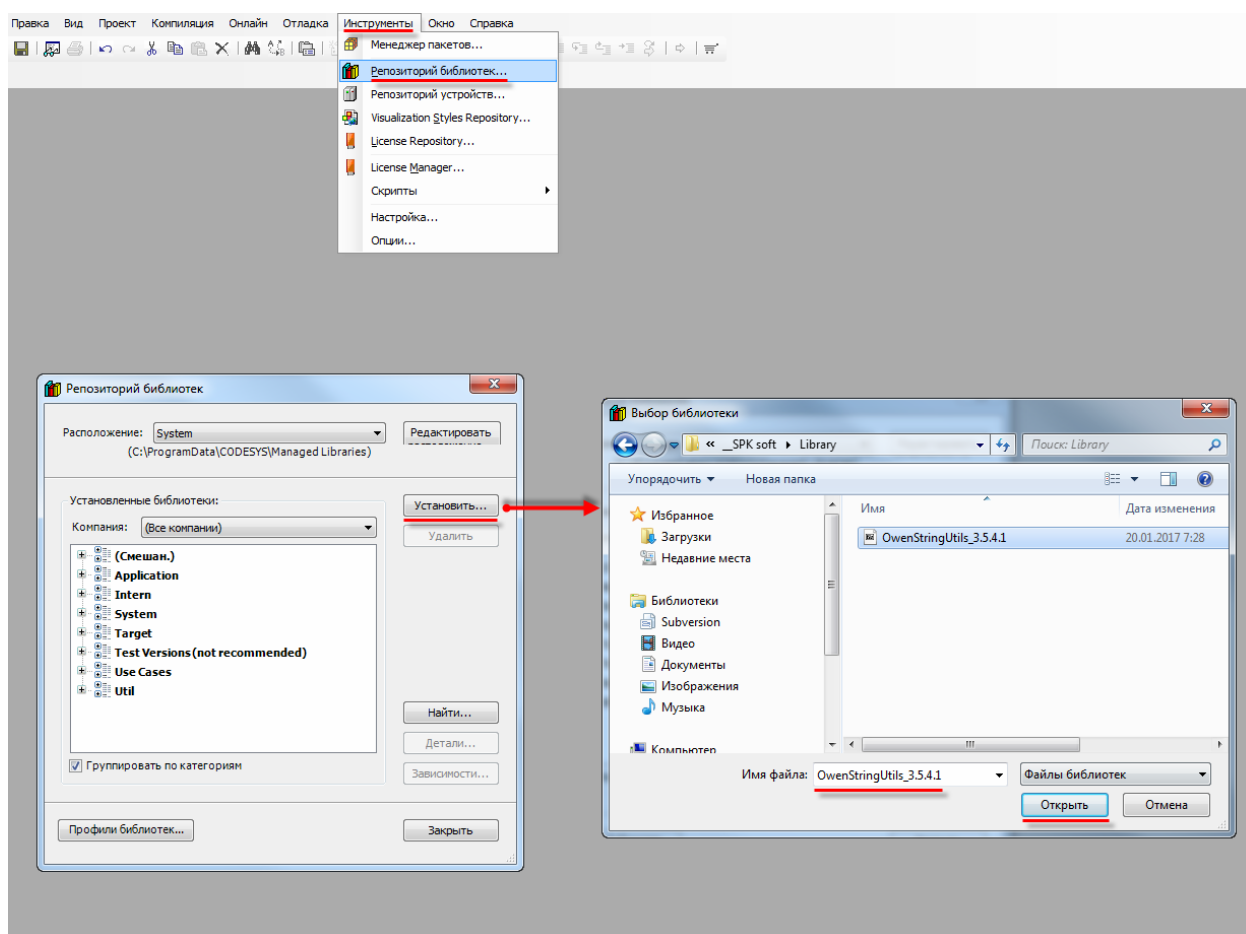 Правка Вид Проект Компиляция Онлайн Отладка Инструменты Окно Справка
Менеджер пакетов...
Репозиторий библиотек...
Репозиторий устройств...
Visualization Styles Repository...
License Repository...
License Manager...
Скрипты
Настройка...
Опции...
Репозиторий библиотек
Расположение: System
Редактировать
(C:\ProgramData\CODESYS\Managed Libraries)
Установленные библиотеки:
Установить...
Компания: (Все компании)
Удалить
(Смешан.)
Application
Intern
System
Target
Test Versions (not recommended)
Use Cases
Util
Найти...
Детали...
Группировать по категориям
Зависимости...
Профили библиотек...
Закрыть
Выбор библиотеки
« __SPK soft Library
Поиск: Library
Упорядочить Новая папка
Имя Дата изменения
Избранное
OwenStringUtils_3.5.4.1 20.01.2017 7:28
Загрузки
Недавние места
Библиотеки
Subversion
Видео
Документы
Изображения
Музыка
Компьютер
Имя файла: OwenStringUtils_3.5.4.1 Файлы библиотек
Открыть Отмена